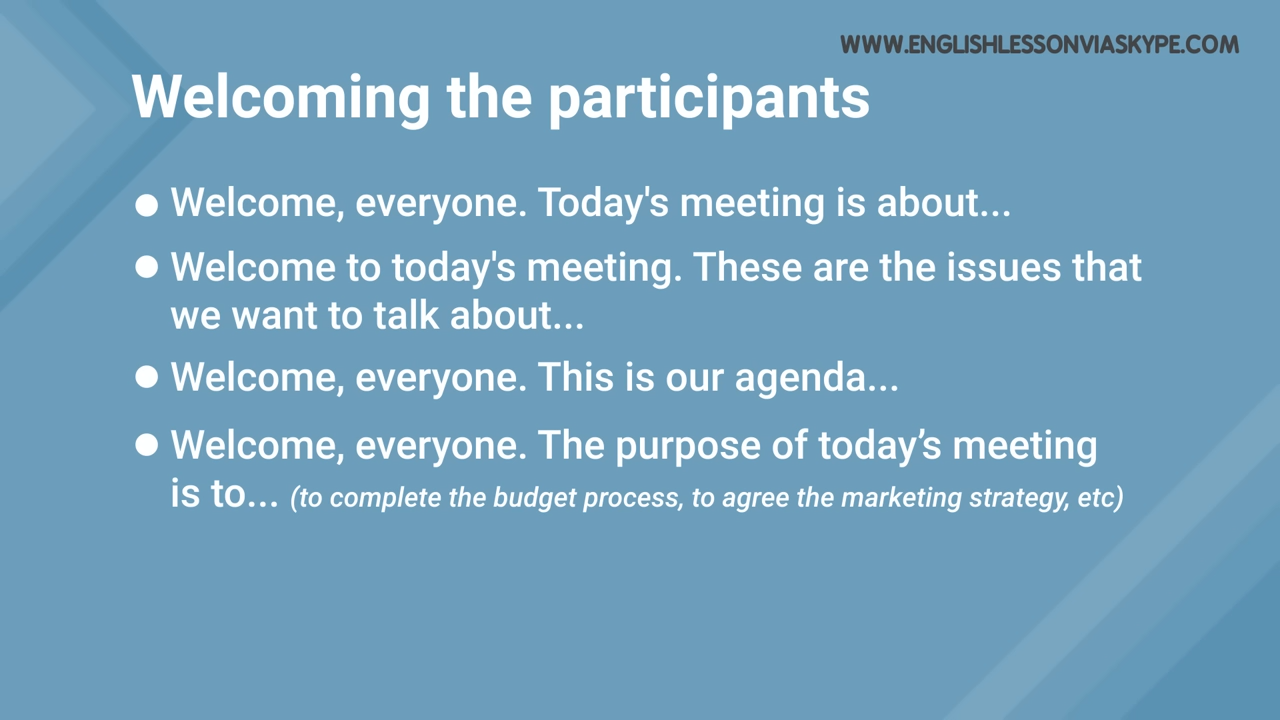 WWW.ENGLISHLESSONVIASKYPE.COM
Welcoming the participants
● Welcome, everyone. Today's meeting is about...
● Welcome to today's meeting. These are the issues that
we want to talk about...
● Welcome, everyone. This is our agenda...
● Welcome, everyone. The purpose of today’s meeting
is to... (to complete the budget process, to agree the marketing strategy, etc)